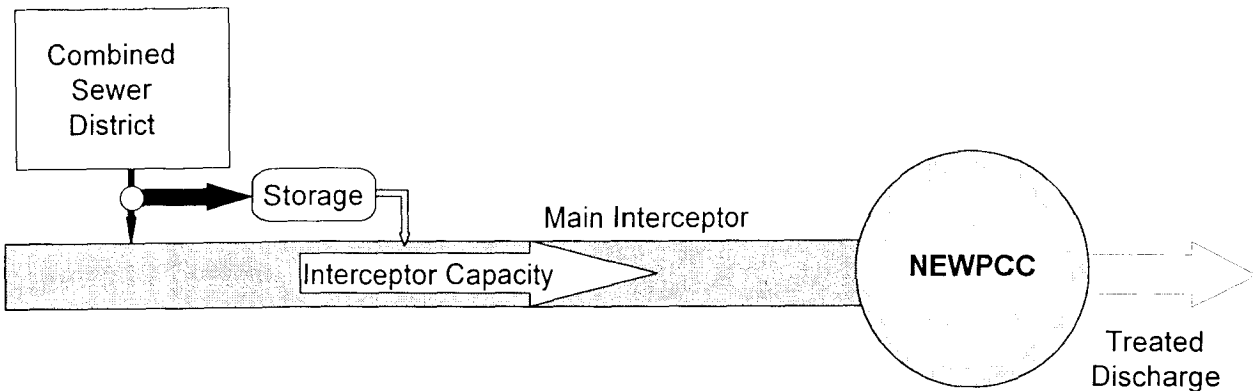 Combined
Sewer
District
Storage
Main Interceptor
Interceptor Capacity
NEWPCC
Treated
Discharge